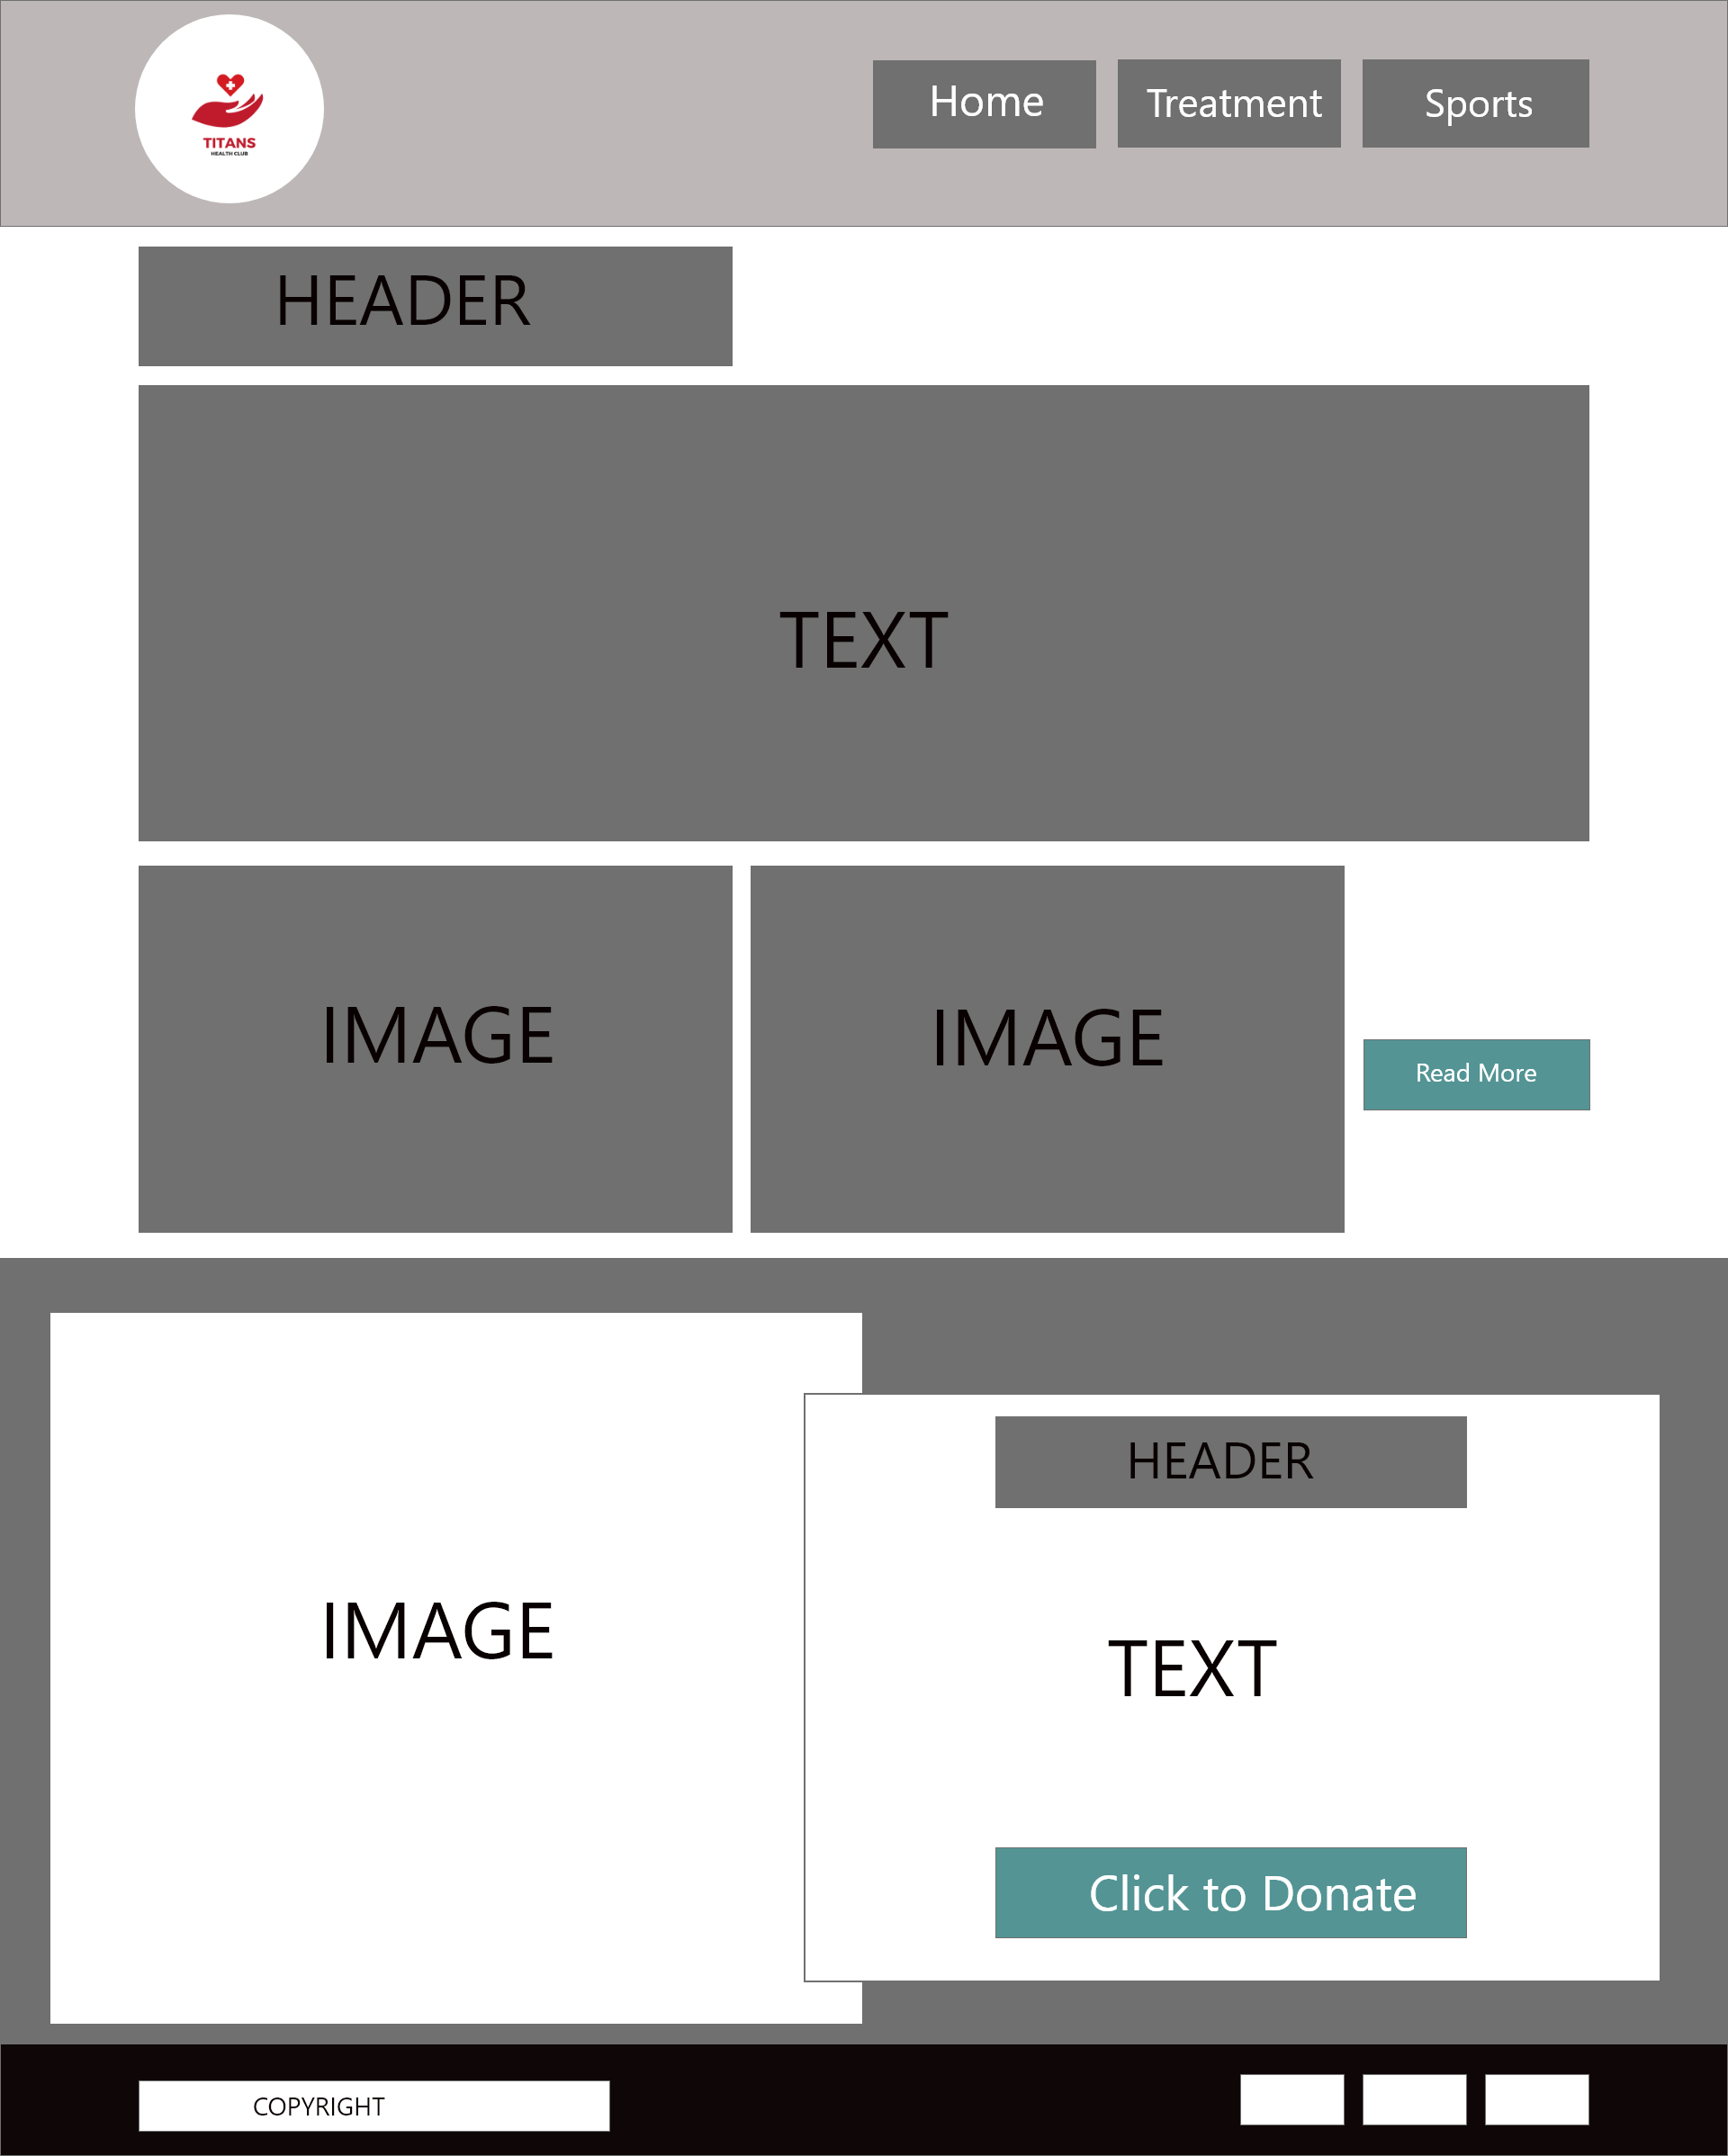 TITANS
HEALTH CLUB
Home
Treatment
Sports
HEADER
TEXT
IMAGE
IMAGE
Read More
IMAGE
HEADER
TEXT
Click to Donate
COPYRIGHT